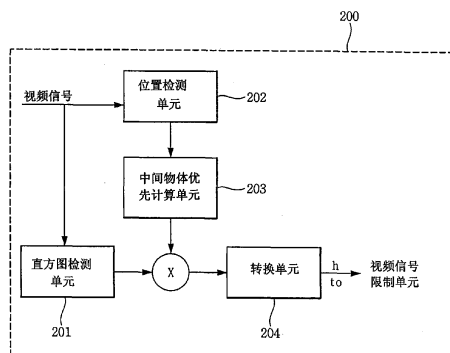 200
视频信号
位置检测
单元
202
中间物体优
先计算单元
203
直方图检测
单元
201
X
转换单元
204
h
to
视频信号
限制单元